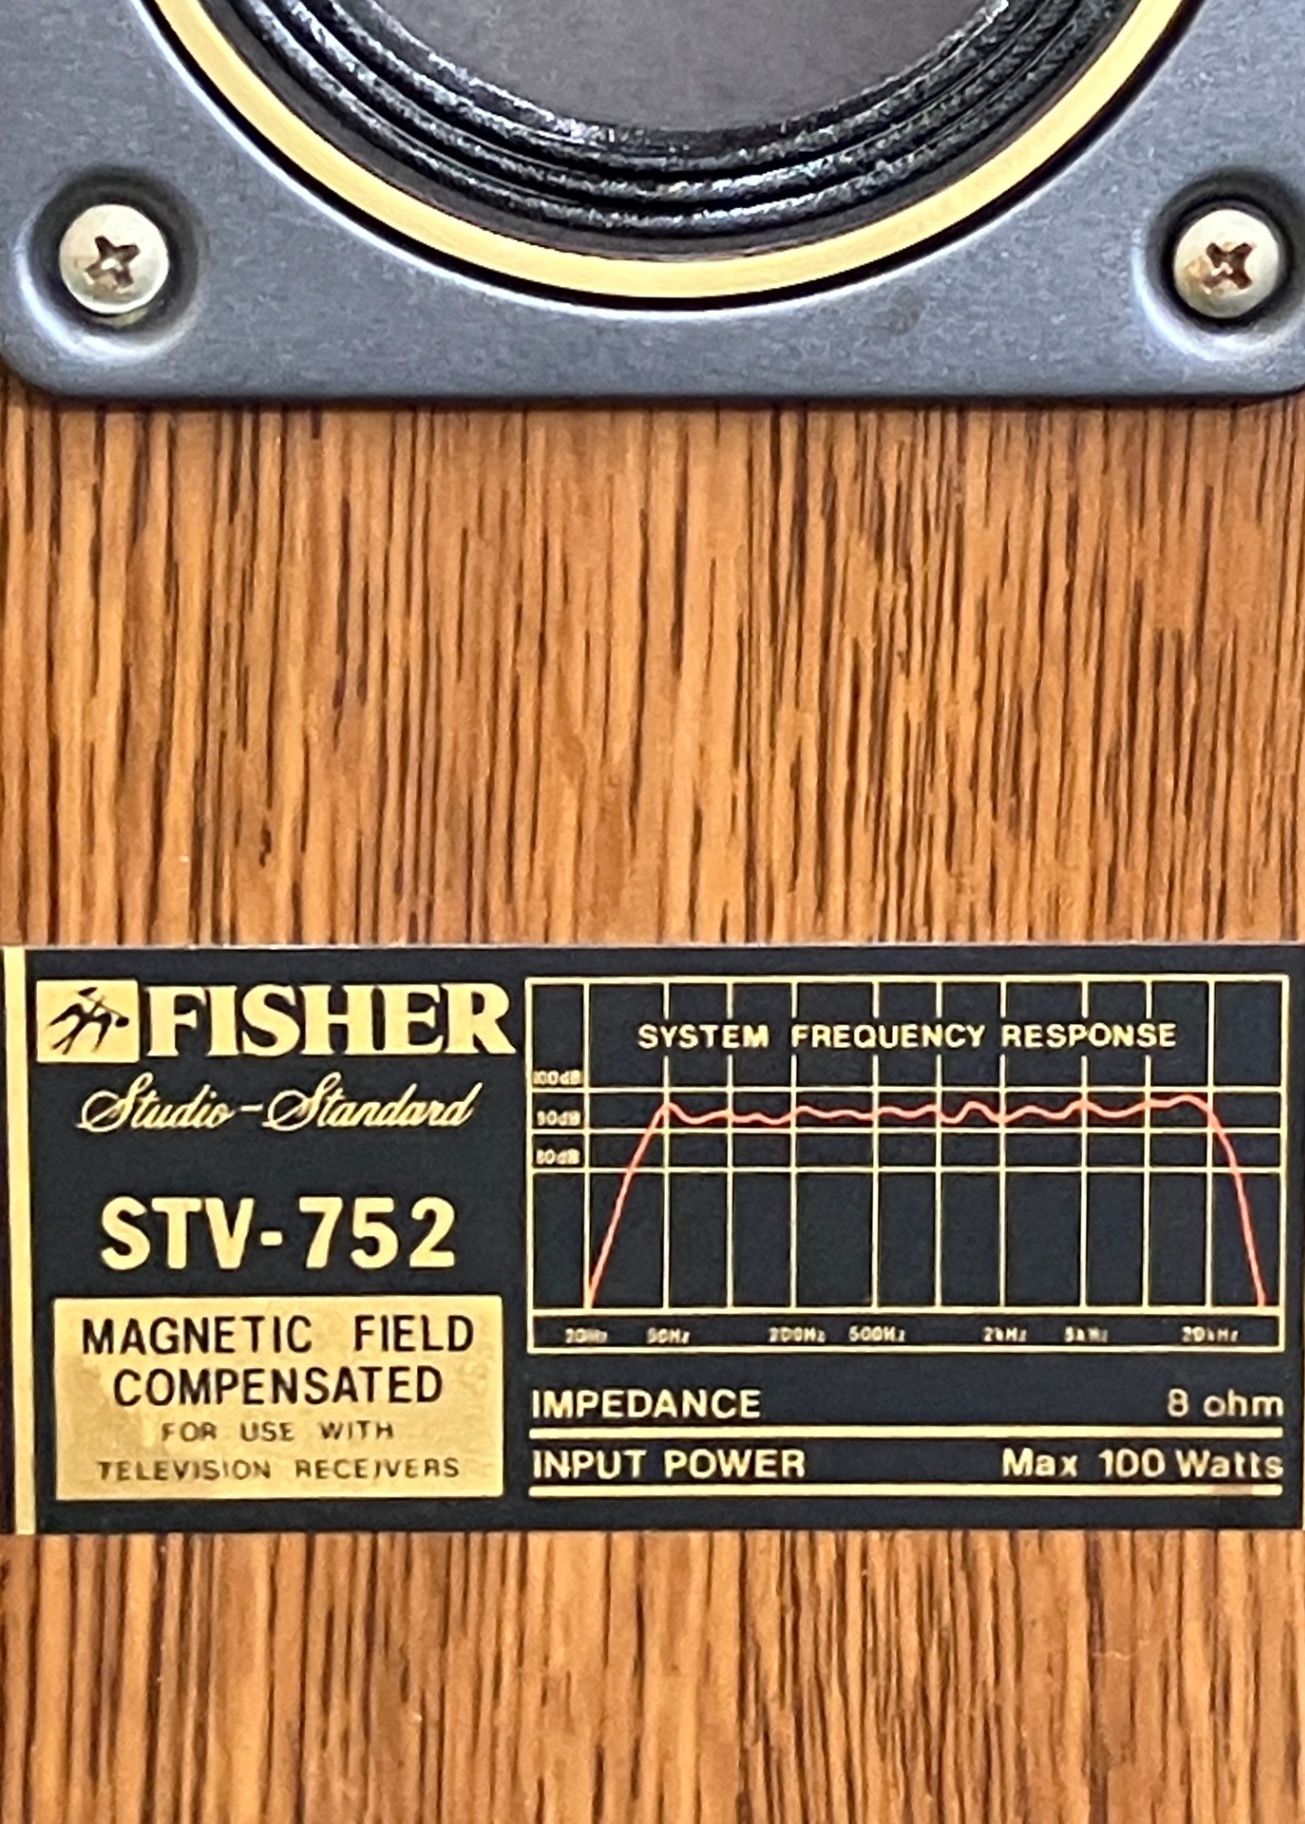 FISHER
Studio-Standard
STV-752
MAGNETIC FIELD
COMPENSATED
FOR USE WITH
TELEVISION RECEIVERS
SYSTEM FREQUENCY RESPONSE
100dB
90dB
80dB
20Hz 50Hz 200Hz 500Hz 2kHz 5kHz 20kHz
IMPEDANCE 8 ohm
INPUT POWER Max 100 Watts